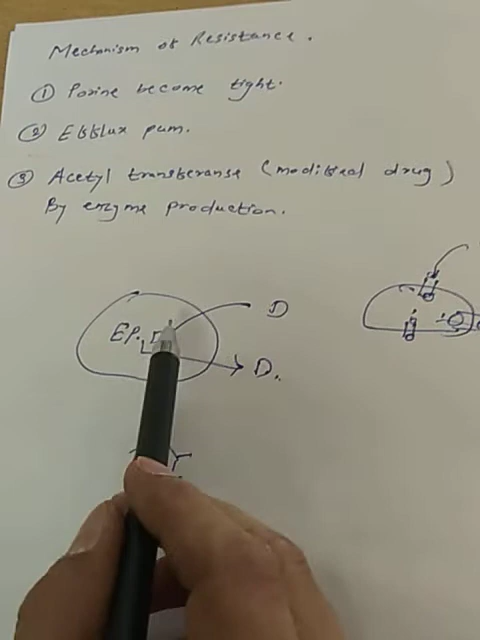 Mechanism of Resistance.
① Porine become tight.
② Efflux pum.
③ Acetyl transferanse (modified drug)
By enzyme production.
D
EP.
D.